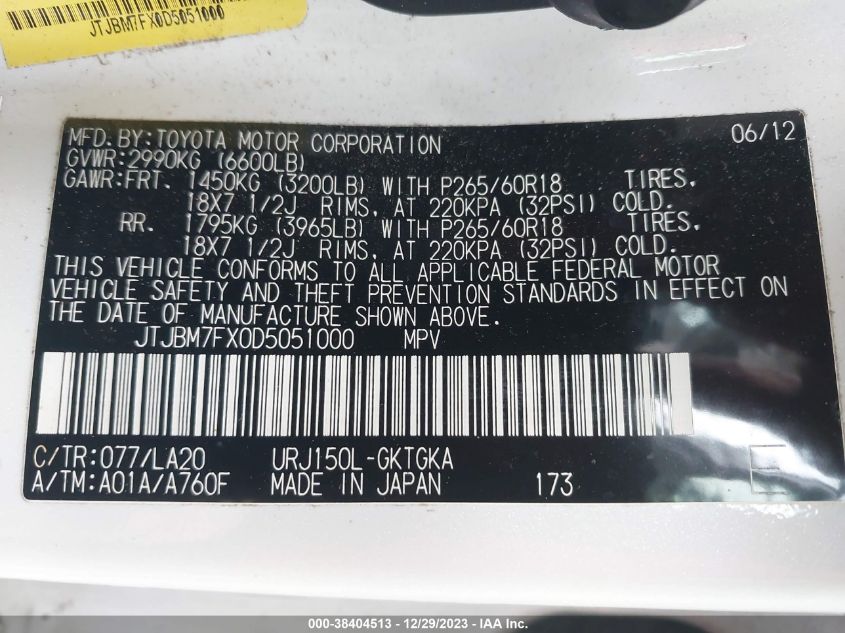 JTJBM7FX0D5051000
MFD.BY:TOYOTA MOTOR CORPORATION 06/12
GVWR:2990KG (6600LB)
GAWR:FRT. 1450KG (3200LB) WITH P265/60R18 TIRES,
18X7 1/2J RIMS, AT 220KPA (32PSI) COLD.
RR. 1795KG (3965LB) WITH P265/60R18 TIRES,
18X7 1/2J RIMS, AT 220KPA (32PSI) COLD.
THIS VEHICLE CONFORMS TO ALL APPLICABLE FEDERAL MOTOR
VEHICLE SAFETY AND THEFT PREVENTION STANDARDS IN EFFECT ON
THE DATE OF MANUFACTURE SHOWN ABOVE.
JTJBM7FX0D5051000 MPV
C/TR:077/LA20 URJ150L-GKTGKA
A/TM:A01A/A760F MADE IN JAPAN 173
000-38404513 - 12/29/2023 - IAA Inc.